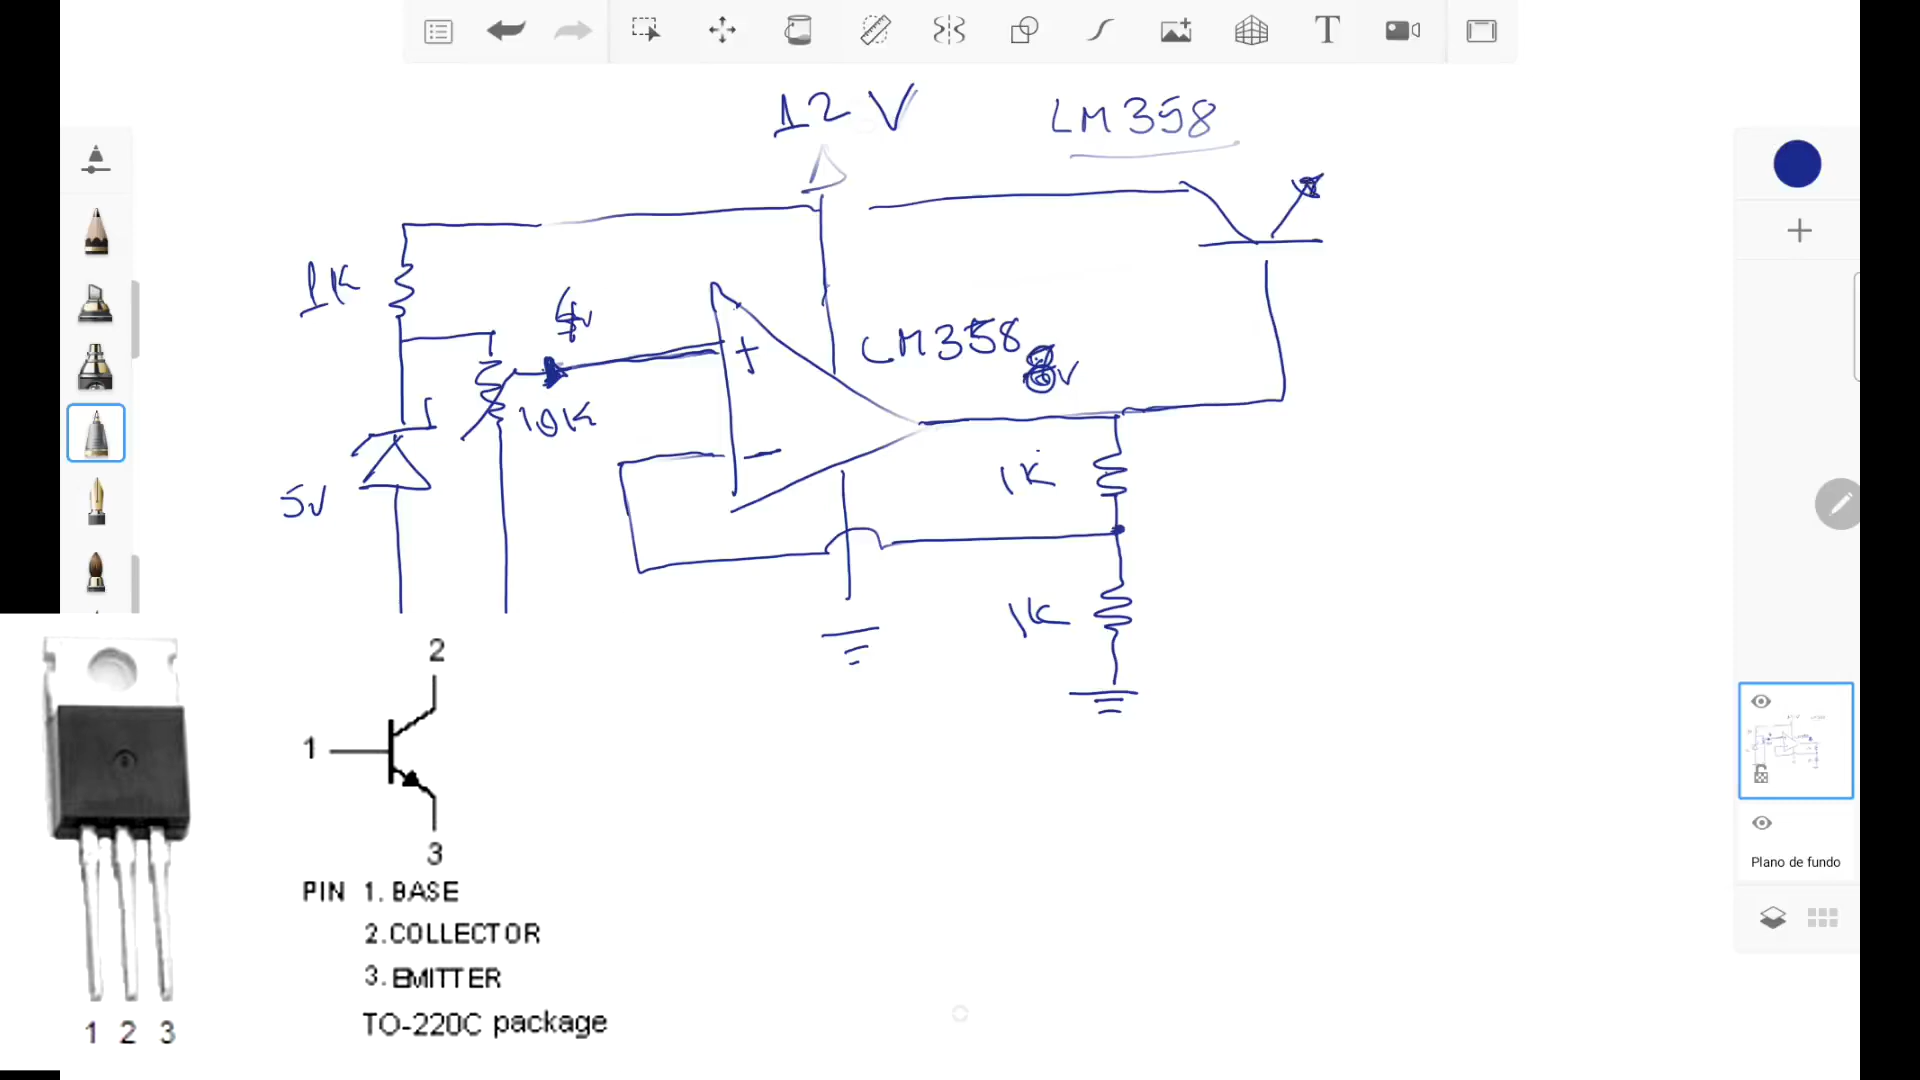 12 V
LM358
1K
4v
LM358
8v
10K
5V
1K
1K
2
1
3
PIN 1. BASE
2. COLLECTOR
3. EMITTER
TO-220C package
1 2 3
T
Plano de fundo